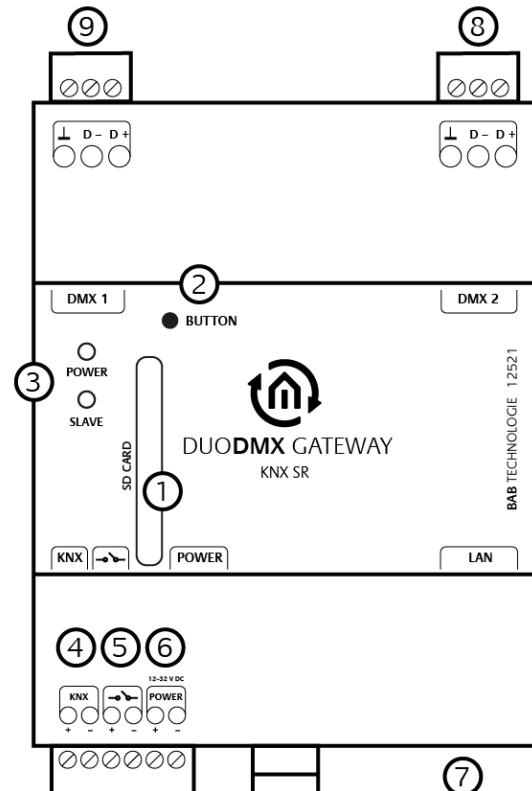 9 8
⊥ D – D + ⊥ D – D +
DMX 1 DMX 2
2
BUTTON
3
POWER
SLAVE
SD CARD
1
DUODMX GATEWAY
KNX SR
BAB TECHNOLOGIE 12521
KNX POWER LAN
4 5 6
12–32 V DC
KNX POWER
+ – + – + –
7